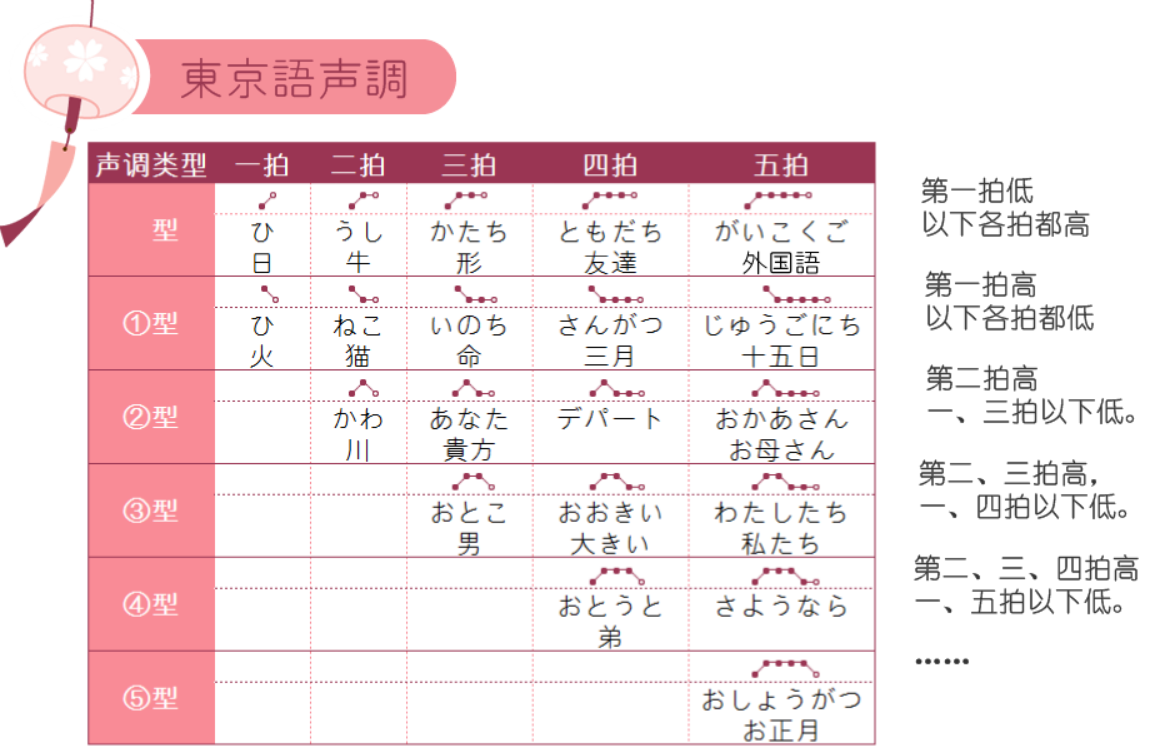 東京語声調
声调类型 一拍 二拍 三拍 四拍 五拍
型
ひ うし かたち ともだち がいこくご
日 牛 形 友達 外国語
第一拍低
以下各拍都高
①型
ひ ねこ いのち さんがつ じゅうごにち
火 猫 命 三月 十五日
第一拍高
以下各拍都低
②型
かわ あなた デパート おかあさん
川 貴方 お母さん
第二拍高
一、三拍以下低。
③型
おとこ おおきい わたしたち
男 大きい 私たち
第二、三拍高，
一、四拍以下低。
④型
おとうと さようなら
弟
第二、三、四拍高
一、五拍以下低。
⑤型
おしょうがつ
お正月
……